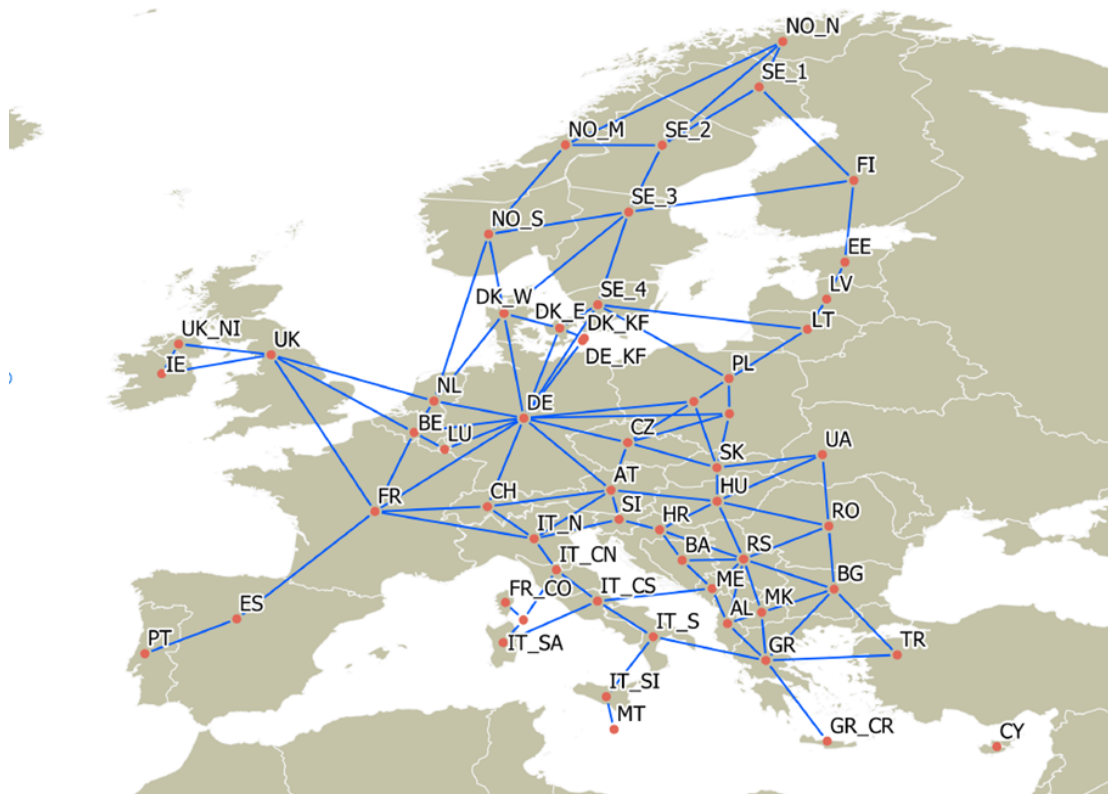 NO_N
SE_1
NO_M
SE_2
FI
SE_3
NO_S
EE
LV
SE_4
DK_W
DK_E
DK_KF
LT
UK_NI
UK
DE_KF
IE
PL
NL
DE
BE
CZ
LU
UA
SK
AT
FR
CH
HU
SI
HR
RO
IT_N
BA
RS
IT_CN
ME
BG
FR_CO
IT_CS
MK
AL
ES
IT_S
PT
IT_SA
GR
TR
IT_SI
MT
GR_CR
CY